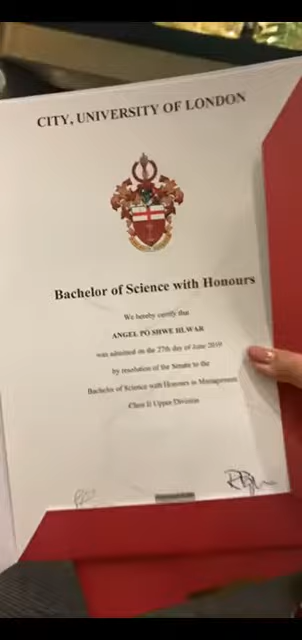 CITY, UNIVERSITY OF LONDON
Bachelor of Science with Honours
We hereby certify that
ANGEL PO SHWE HLWAR
was admitted on the 27th day of June 2019
by resolution of the Senate to the
Bachelor of Science with Honours in Management
Class II Upper Division